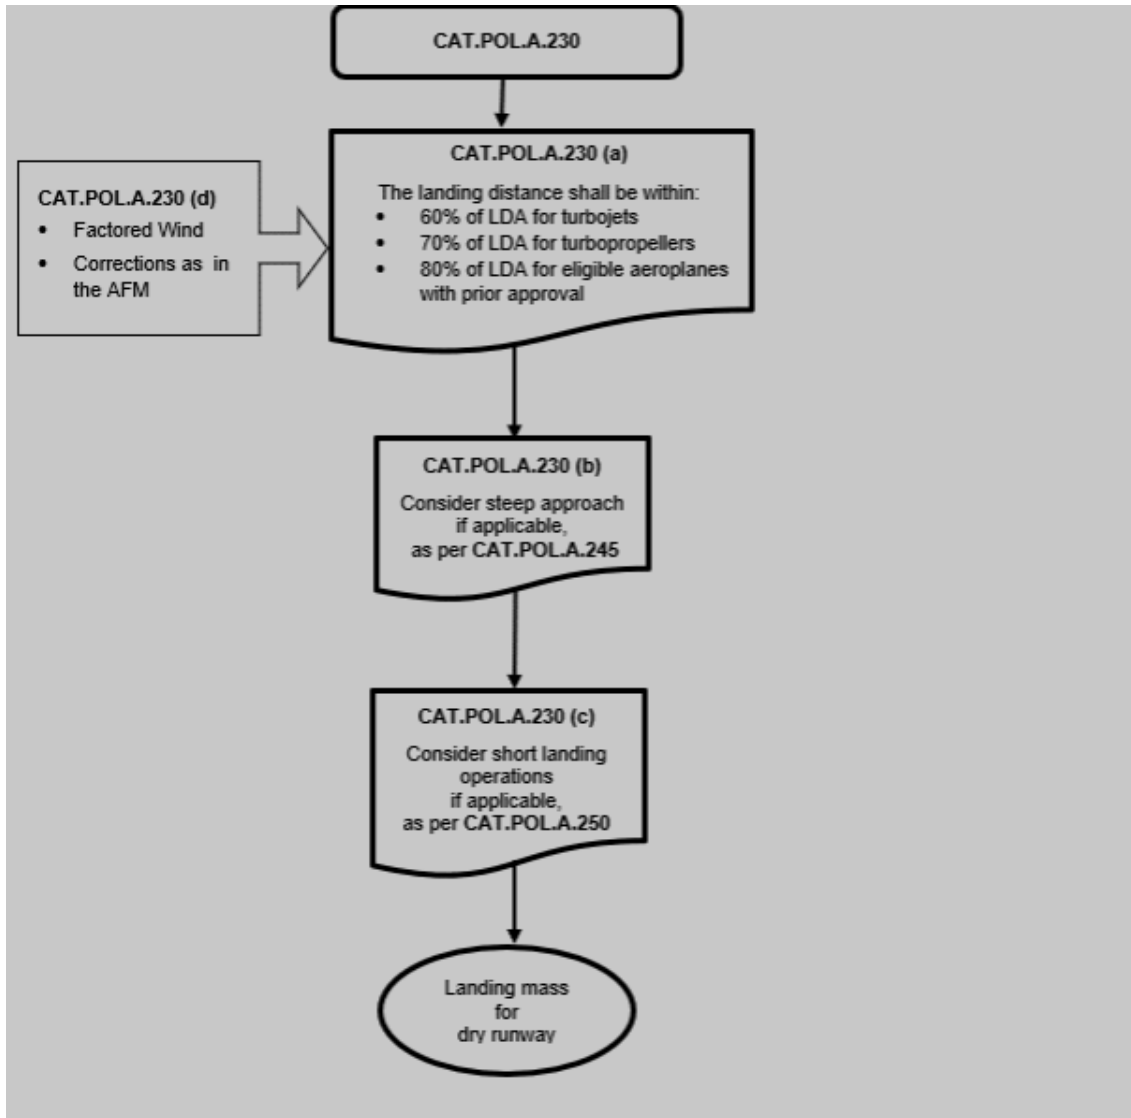 CAT.POL.A.230
CAT.POL.A.230 (a)
The landing distance shall be within:
• 60% of LDA for turbojets
• 70% of LDA for turbopropellers
• 80% of LDA for eligible aeroplanes
with prior approval
CAT.POL.A.230 (d)
• Factored Wind
• Corrections as in
the AFM
CAT.POL.A.230 (b)
Consider steep approach
if applicable,
as per CAT.POL.A.245
CAT.POL.A.230 (c)
Consider short landing
operations
if applicable,
as per CAT.POL.A.250
Landing mass
for
dry runway